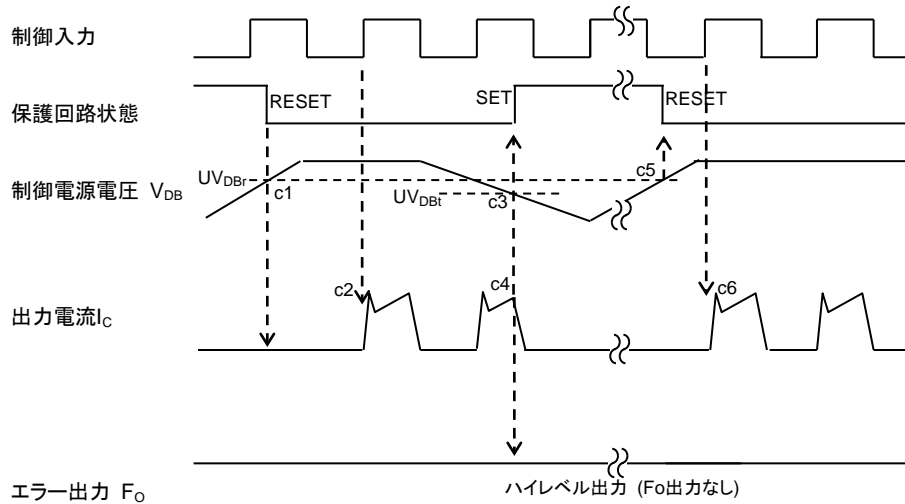 制御入力
保護回路状態
RESET
SET
RESET
制御電源電圧 VDB
UVDBr
c1
UVDBt
c3
c5
出力電流IC
c2
c4
c6
エラー出力 FO
ハイレベル出力 (Fo出力なし)